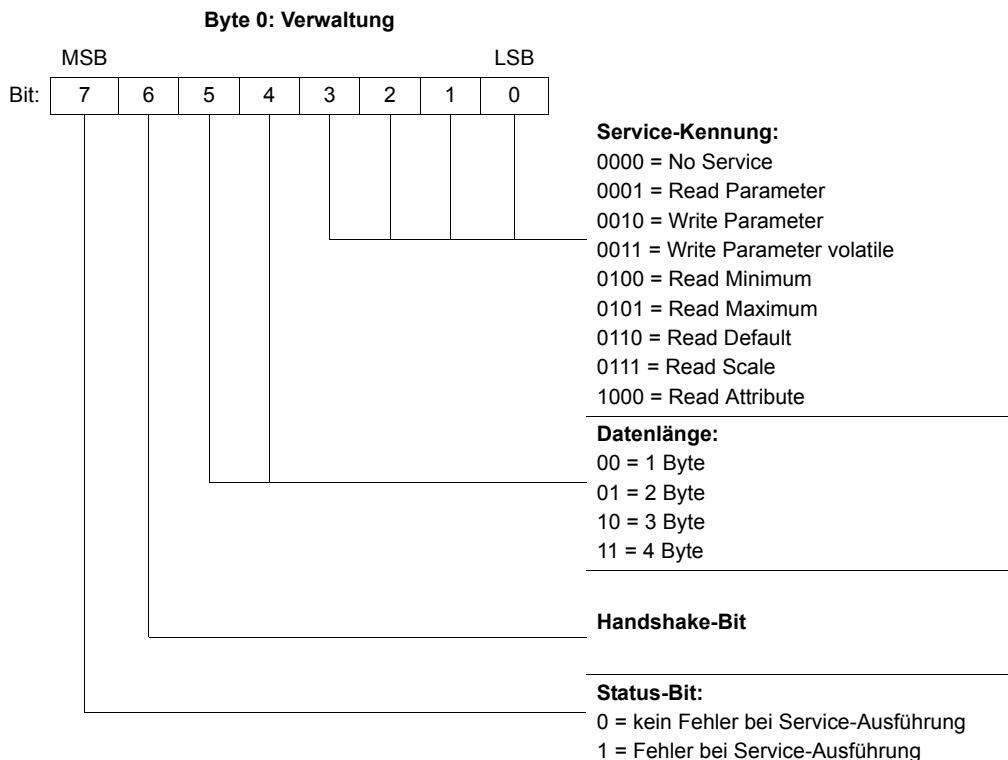 Byte 0: Verwaltung
MSB LSB
Bit: 7 6 5 4 3 2 1 0
Service-Kennung:
0000 = No Service
0001 = Read Parameter
0010 = Write Parameter
0011 = Write Parameter volatile
0100 = Read Minimum
0101 = Read Maximum
0110 = Read Default
0111 = Read Scale
1000 = Read Attribute
Datenlänge:
00 = 1 Byte
01 = 2 Byte
10 = 3 Byte
11 = 4 Byte
Handshake-Bit
Status-Bit:
0 = kein Fehler bei Service-Ausführung
1 = Fehler bei Service-Ausführung